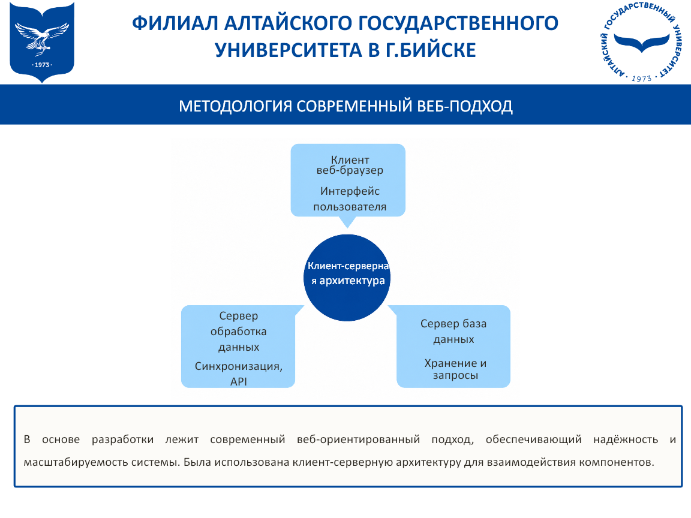 ФИЛИАЛ АЛТАЙСКОГО ГОСУДАРСТВЕННОГО
УНИВЕРСИТЕТА В Г.БИЙСКЕ
·1973·
АЛТАЙСКИЙ ГОСУДАРСТВЕННЫЙ УНИВЕРСИТЕТ
· 1973 ·
МЕТОДОЛОГИЯ СОВРЕМЕННЫЙ ВЕБ-ПОДХОД
Клиент
веб-браузер
Интерфейс
пользователя
Клиент-серверна
я архитектура
Сервер
обработка
данных
Синхронизация,
API
Сервер база
данных
Хранение и
запросы
В основе разработки лежит современный веб-ориентированный подход, обеспечивающий надёжность и
масштабируемость системы. Была использована клиент-серверную архитектуру для взаимодействия компонентов.